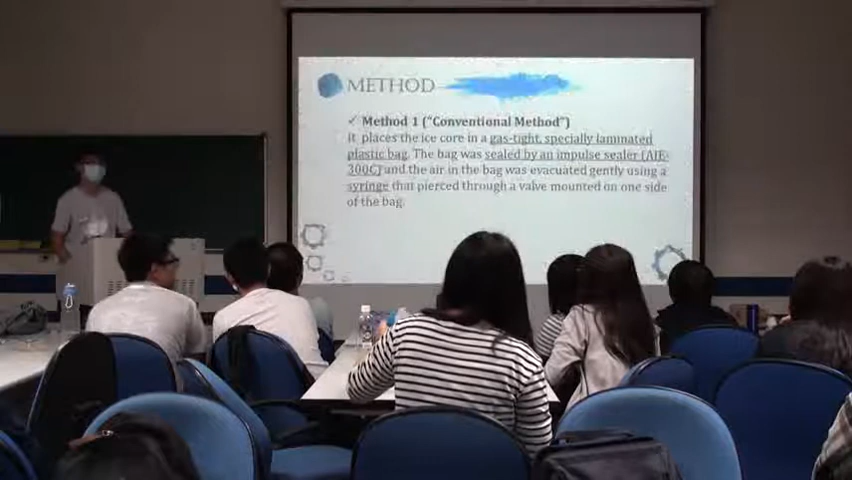 METHOD
✓ Method 1 ("Conventional Method")
It places the ice core in a gas-tight, specially laminated
plastic bag. The bag was sealed by an impulse sealer (AIE-
300C) and the air in the bag was evacuated gently using a
syringe that pierced through a valve mounted on one side
of the bag.